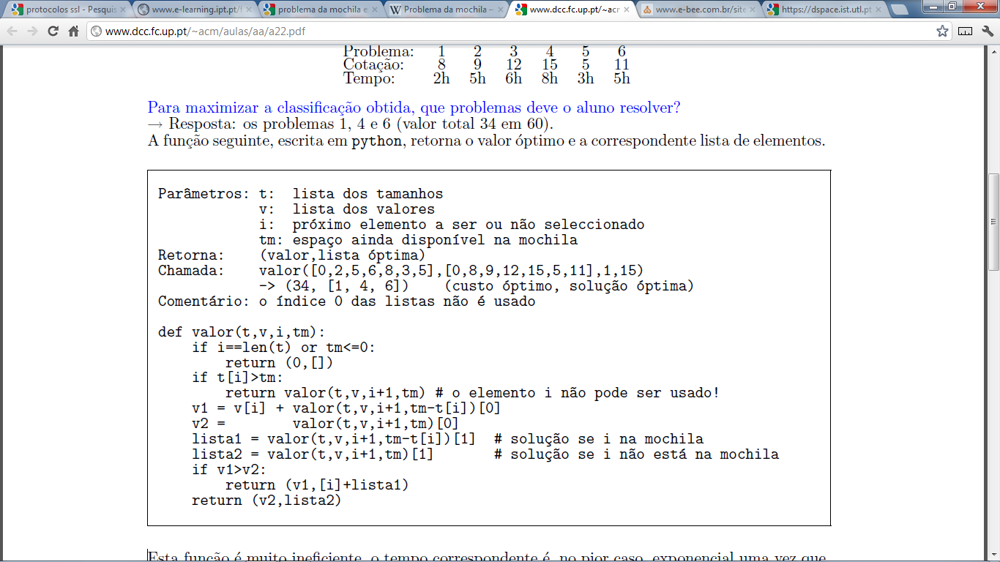 protocolos ssl - Pesquis
www.e-learning.ipt.pt/f
problema da mochila e
Problema da mochila –
www.dcc.fc.up.pt/~acr
www.e-bee.com.br/site
https://dspace.ist.utl.pt
www.dcc.fc.up.pt/~acm/aulas/aa/a22.pdf
Problema: 1 2 3 4 5 6
Cotação: 8 9 12 15 5 11
Tempo: 2h 5h 6h 8h 3h 5h
Para maximizar a classificação obtida, que problemas deve o aluno resolver?
→ Resposta: os problemas 1, 4 e 6 (valor total 34 em 60).
A função seguinte, escrita em python, retorna o valor óptimo e a correspondente lista de elementos.
Parâmetros: t: lista dos tamanhos
v: lista dos valores
i: próximo elemento a ser ou não seleccionado
tm: espaço ainda disponível na mochila
Retorna: (valor,lista óptima)
Chamada: valor([0,2,5,6,8,3,5],[0,8,9,12,15,5,11],1,15)
-> (34, [1, 4, 6]) (custo óptimo, solução óptima)
Comentário: o índice 0 das listas não é usado
def valor(t,v,i,tm):
if i==len(t) or tm<=0:
return (0,[])
if t[i]>tm:
return valor(t,v,i+1,tm) # o elemento i não pode ser usado!
v1 = v[i] + valor(t,v,i+1,tm-t[i])[0]
v2 = valor(t,v,i+1,tm)[0]
lista1 = valor(t,v,i+1,tm-t[i])[1] # solução se i na mochila
lista2 = valor(t,v,i+1,tm)[1] # solução se i não está na mochila
if v1>v2:
return (v1,[i]+lista1)
return (v2,lista2)
Esta função é muito ineficiente, o tempo correspondente é, no pior caso, exponencial uma vez que